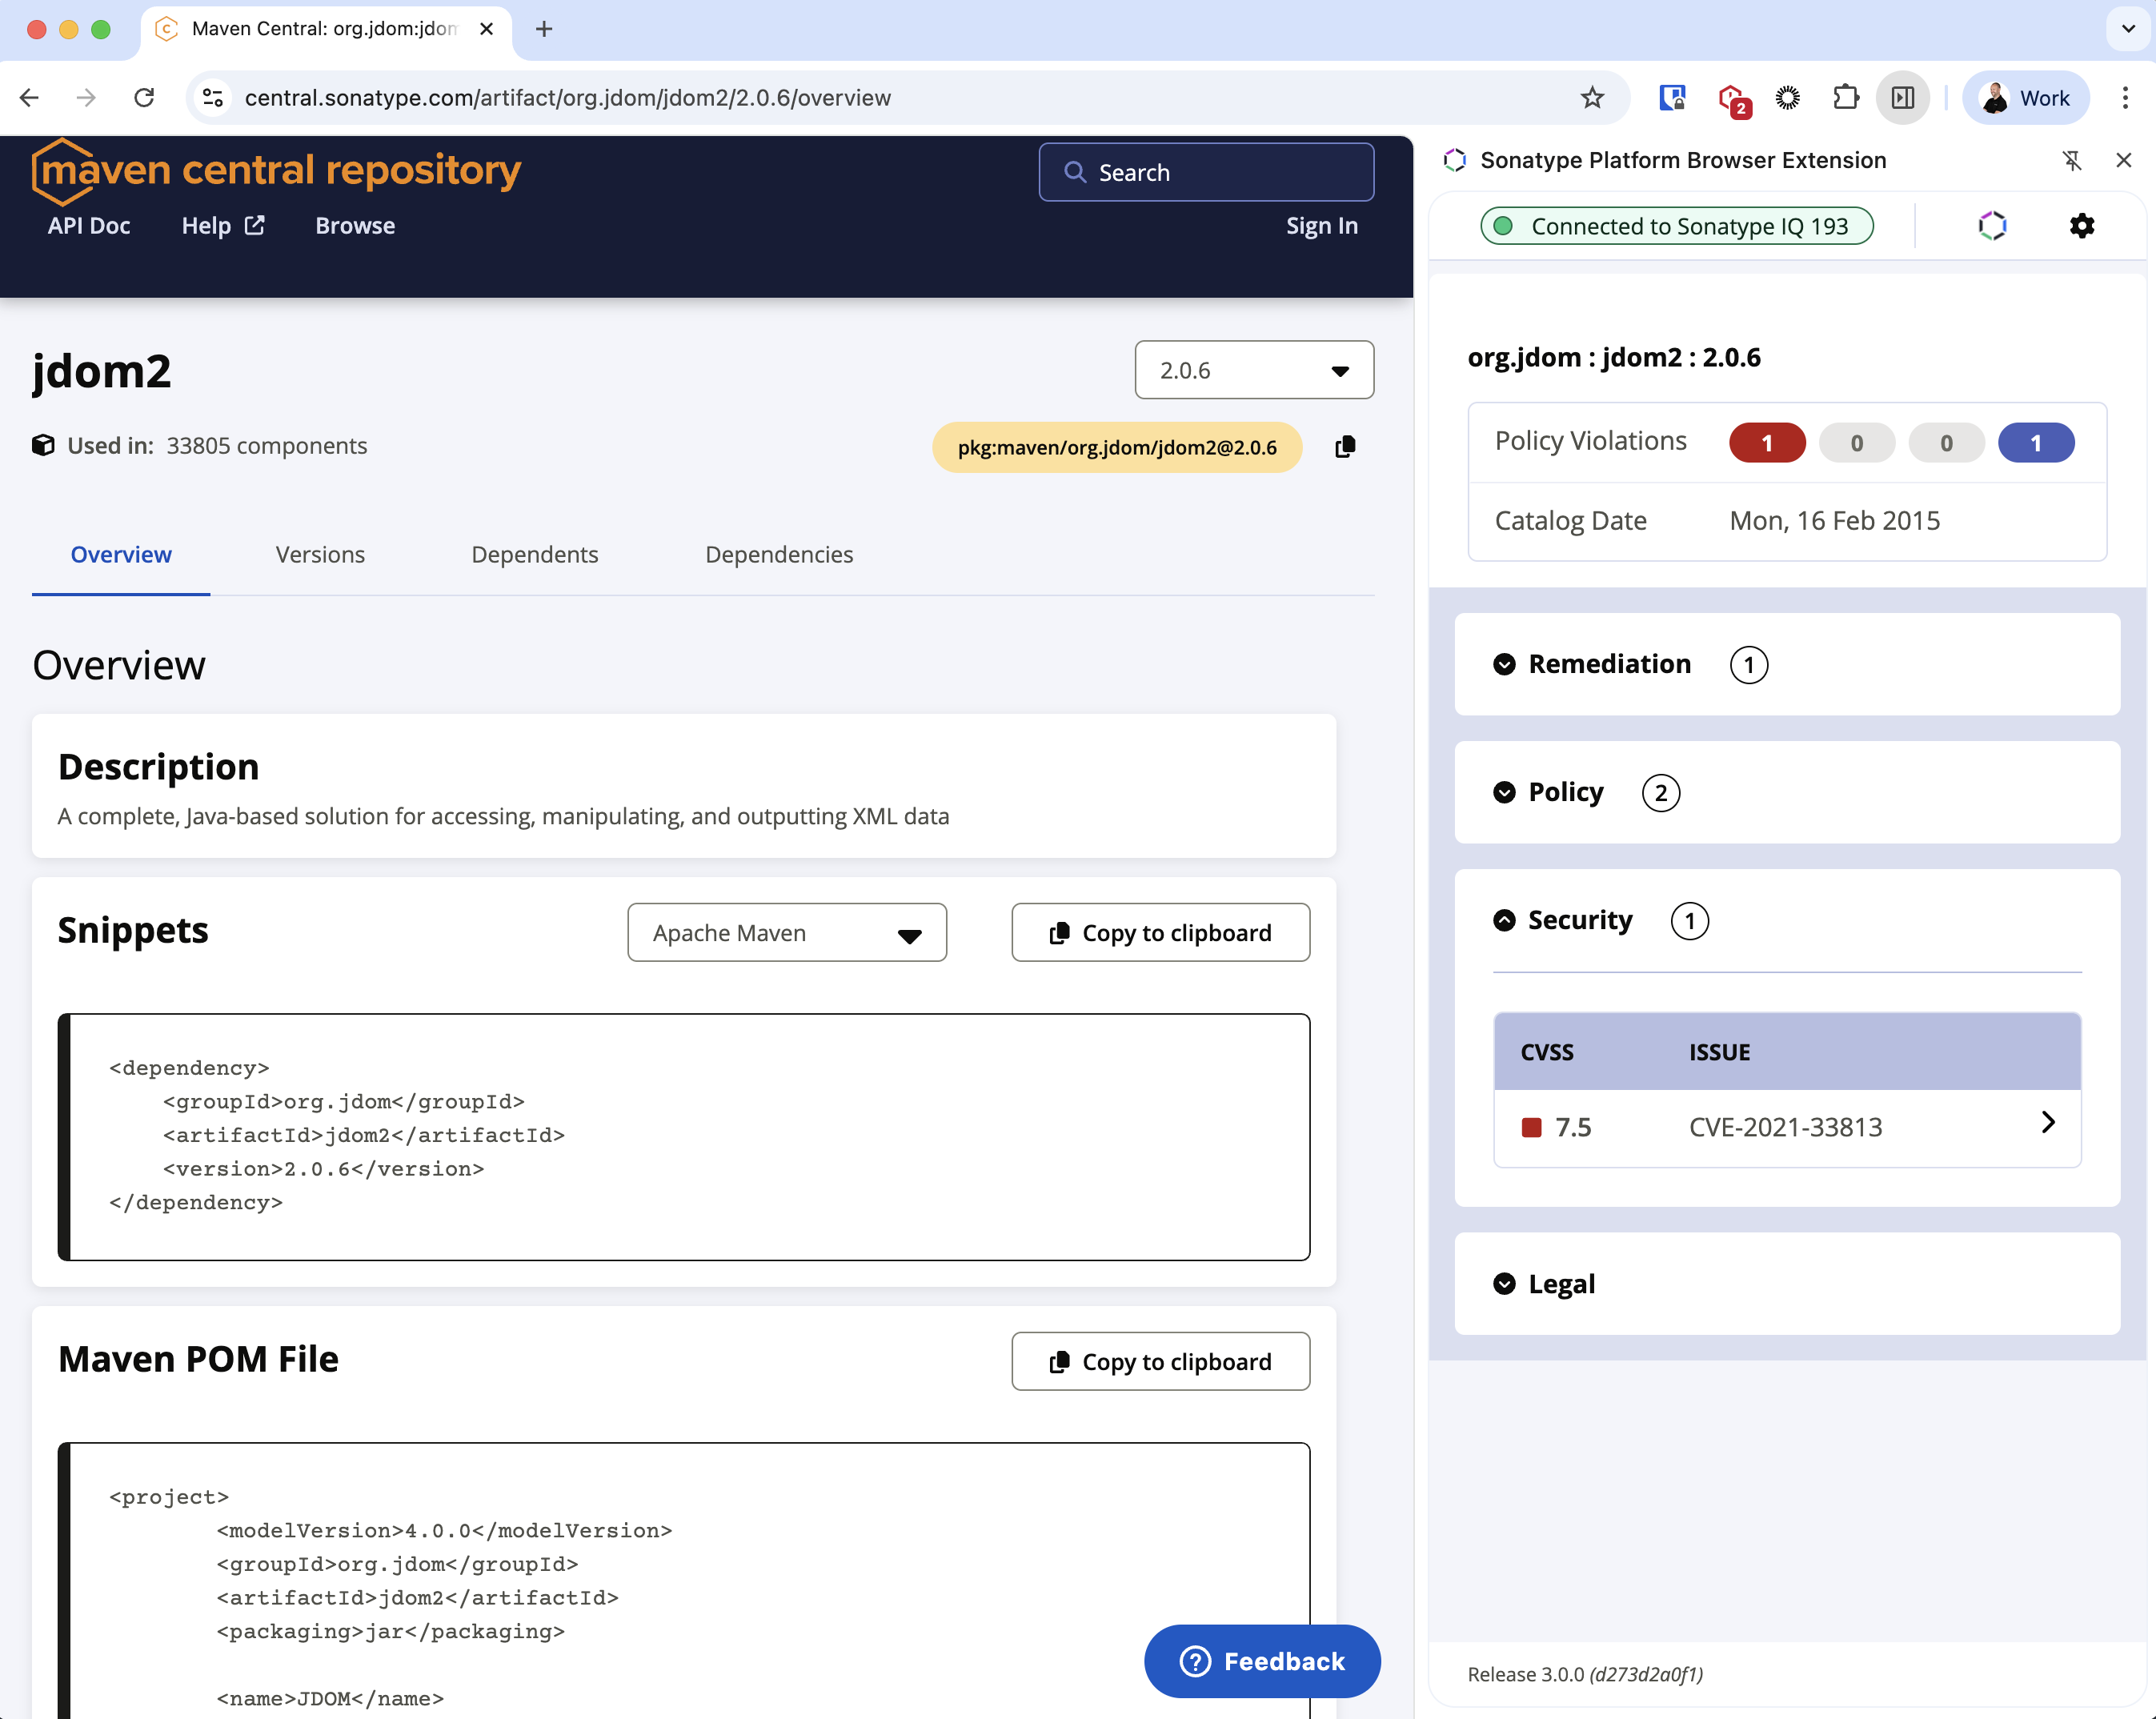 Maven Central: org.jdom:jdom
central.sonatype.com/artifact/org.jdom/jdom2/2.0.6/overview
2
Work
maven central repository
Search
API Doc
Help
Browse
Sign In
jdom2
2.0.6
Used in: 33805 components
pkg:maven/org.jdom/jdom2@2.0.6
Overview
Versions
Dependents
Dependencies
Overview
Description
A complete, Java-based solution for accessing, manipulating, and outputting XML data
Snippets
Apache Maven
Copy to clipboard
<dependency>
<groupId>org.jdom</groupId>
<artifactId>jdom2</artifactId>
<version>2.0.6</version>
</dependency>
Maven POM File
Copy to clipboard
<project>
<modelVersion>4.0.0</modelVersion>
<groupId>org.jdom</groupId>
<artifactId>jdom2</artifactId>
<packaging>jar</packaging>
<name>JDOM</name>
Feedback
Sonatype Platform Browser Extension
Connected to Sonatype IQ 193
org.jdom : jdom2 : 2.0.6
Policy Violations 1 0 0 1
Catalog Date Mon, 16 Feb 2015
Remediation 1
Policy 2
Security 1
CVSS ISSUE
7.5 CVE-2021-33813
Legal
Release 3.0.0 (d273d2a0f1)